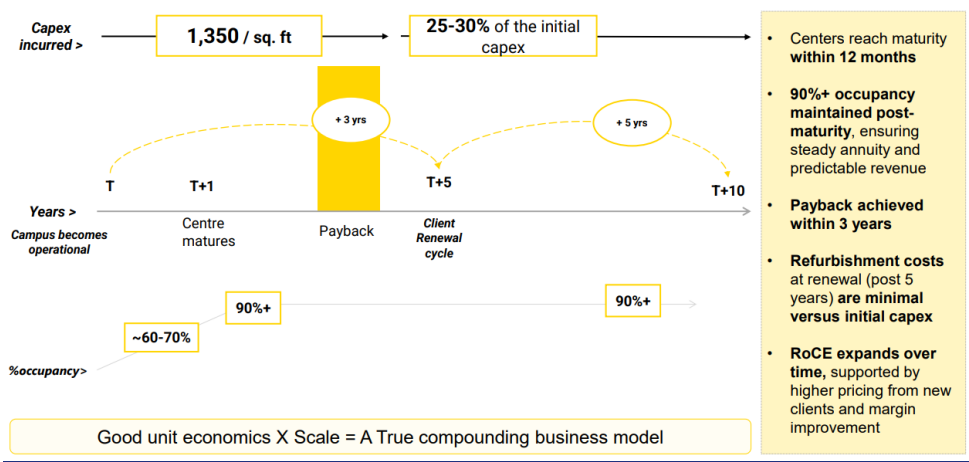 Capex
incurred >
1,350 / sq. ft
25-30% of the initial
capex
+ 3 yrs
+ 5 yrs
T
T+1
T+5
T+10
Years >
Campus becomes
operational
Centre
matures
Payback
Client
Renewal
cycle
90%+
90%+
~60-70%
%occupancy>
Good unit economics X Scale = A True compounding business model
• Centers reach maturity
within 12 months
• 90%+ occupancy
maintained post-
maturity, ensuring
steady annuity and
predictable revenue
• Payback achieved
within 3 years
• Refurbishment costs
at renewal (post 5
years) are minimal
versus initial capex
• RoCE expands over
time, supported by
higher pricing from new
clients and margin
improvement